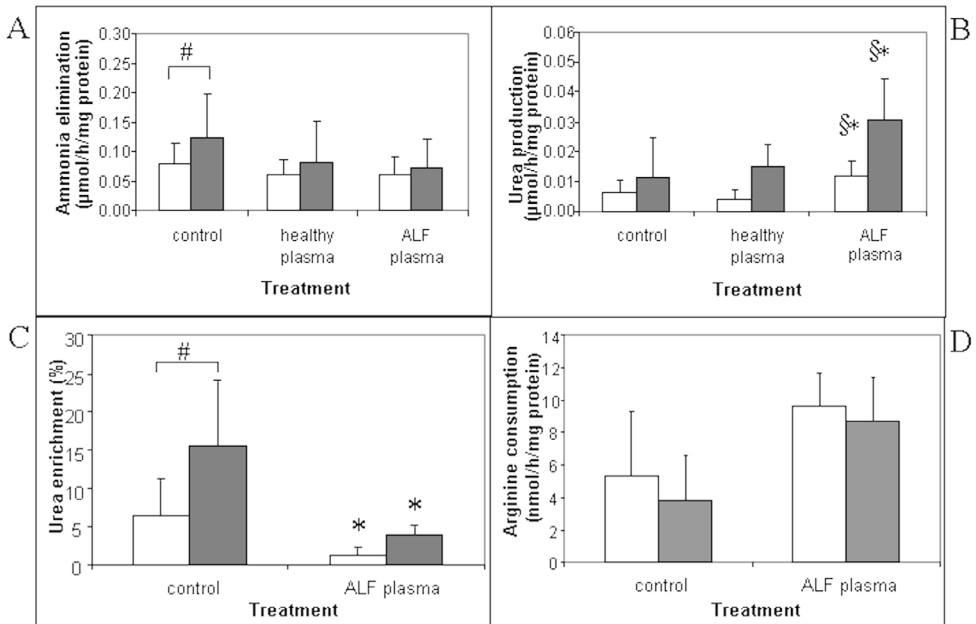 A
Ammonia elimination
(µmol/h/mg protein)
0.30
0.25
0.20
0.15
0.10
0.05
0.00
#
control
healthy
plasma
ALF
plasma
Treatment
B
Urea production
(µmol/h/mg protein)
0.06
0.05
0.04
0.03
0.02
0.01
0.00
§*
§*
control
healthy
plasma
ALF
plasma
Treatment
C
Urea enrichment (%)
30
25
20
15
10
5
0
#
*
*
control
ALF plasma
Treatment
D
Arginine consumption
(nmol/h/mg protein)
14
12
10
8
6
4
2
0
control
ALF plasma
Treatment